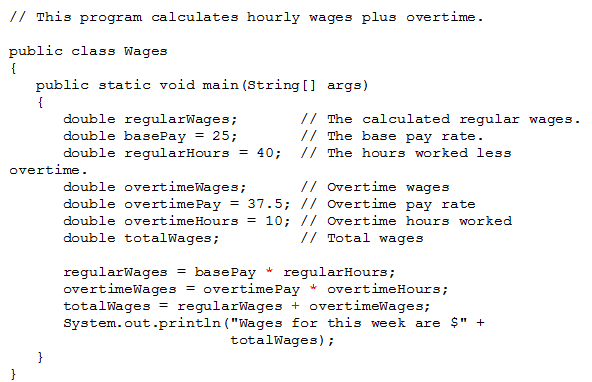 // This program calculates hourly wages plus overtime.
public class Wages
{
public static void main(String[] args)
{
double regularWages; // The calculated regular wages.
double basePay = 25; // The base pay rate.
double regularHours = 40; // The hours worked less
overtime.
double overtimeWages; // Overtime wages
double overtimePay = 37.5; // Overtime pay rate
double overtimeHours = 10; // Overtime hours worked
double totalWages; // Total wages
regularWages = basePay * regularHours;
overtimeWages = overtimePay * overtimeHours;
totalWages = regularWages + overtimeWages;
System.out.println("Wages for this week are $" +
totalWages);
}
}